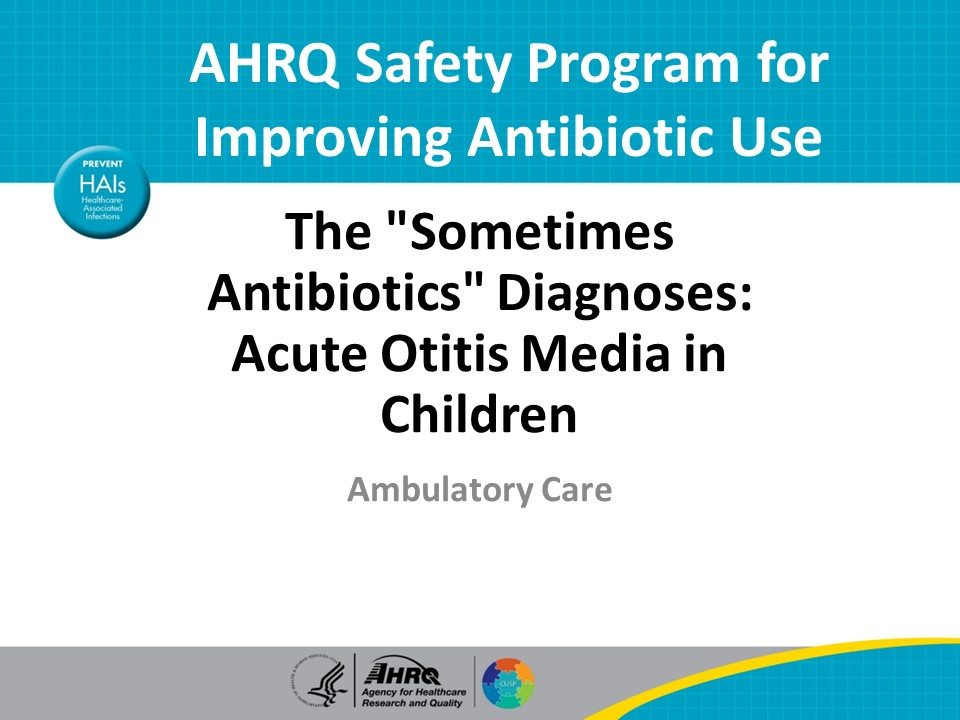 AHRQ Safety Program for
Improving Antibiotic Use
PREVENT
HAIs
Healthcare-
Associated
Infections
The "Sometimes
Antibiotics" Diagnoses:
Acute Otitis Media in
Children
Ambulatory Care
AHRQ
Agency for Healthcare
Research and Quality
CUSP